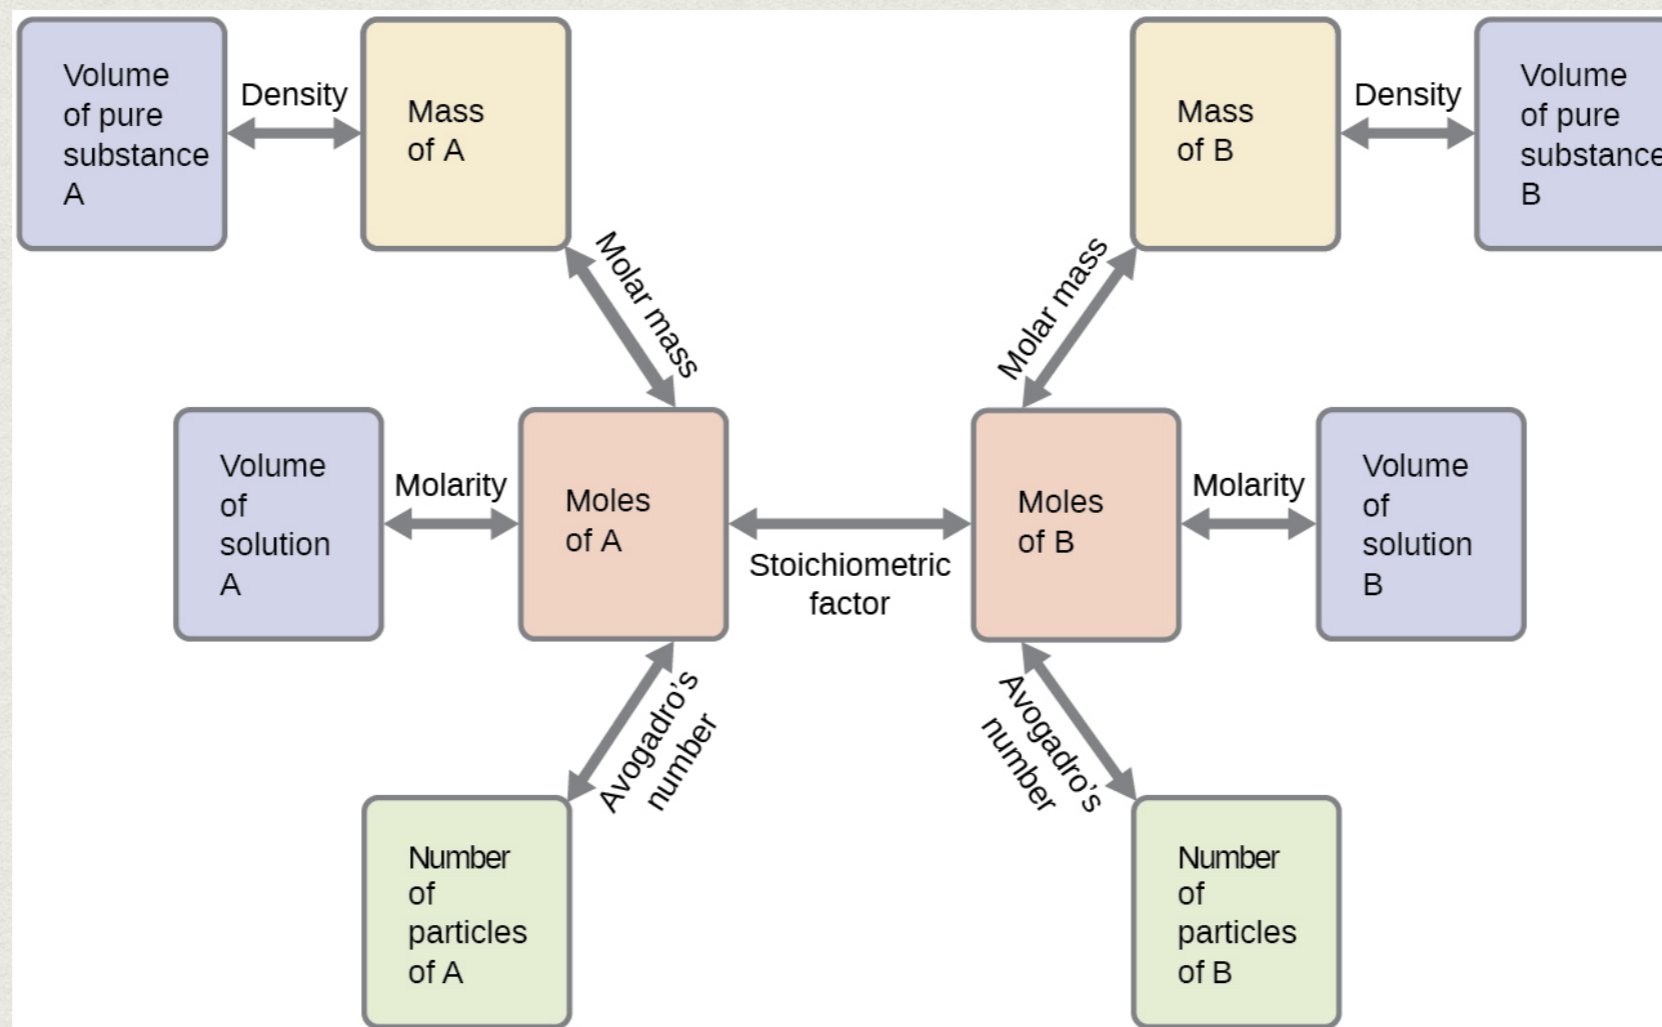 Volume
of pure
substance
A
Density
Mass
of A
Mass
of B
Density
Volume
of pure
substance
B
Molar mass
Molar mass
Volume
of
solution
A
Molarity
Moles
of A
Stoichiometric
factor
Moles
of B
Molarity
Volume
of
solution
B
Avogadro’s
number
Avogadro’s
number
Number
of
particles
of A
Number
of
particles
of B